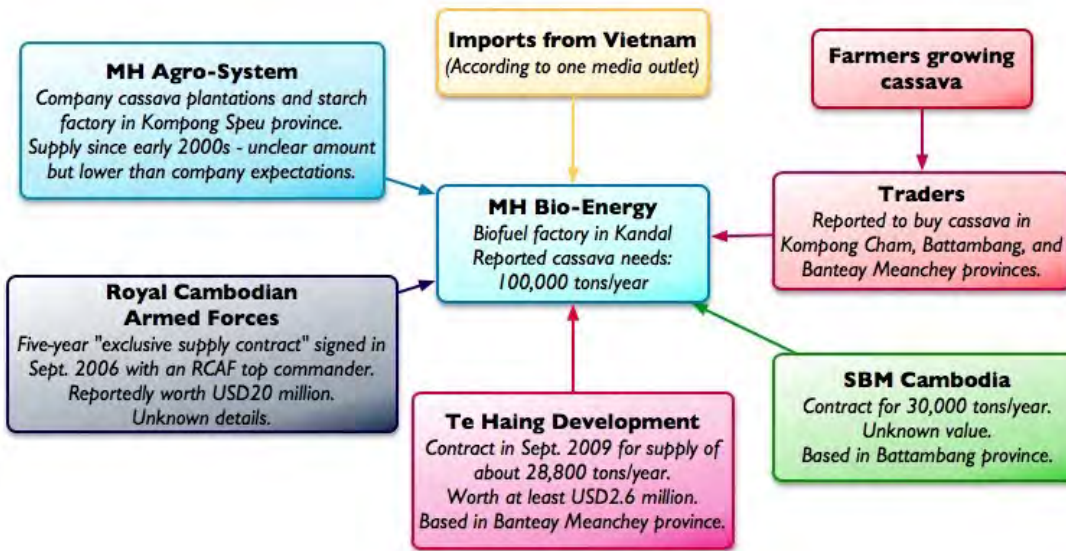 MH Agro-System
Company cassava plantations and starch
factory in Kompong Speu province.
Supply since early 2000s - unclear amount
but lower than company expectations.
Imports from Vietnam
(According to one media outlet)
Farmers growing
cassava
MH Bio-Energy
Biofuel factory in Kandal
Reported cassava needs:
100,000 tons/year
Traders
Reported to buy cassava in
Kompong Cham, Battambang, and
Banteay Meanchey provinces.
Royal Cambodian
Armed Forces
Five-year "exclusive supply contract" signed in
Sept. 2006 with an RCAF top commander.
Reportedly worth USD20 million.
Unknown details.
Te Haing Development
Contract in Sept. 2009 for supply of
about 28,800 tons/year.
Worth at least USD2.6 million.
Based in Banteay Meanchey province.
SBM Cambodia
Contract for 30,000 tons/year.
Unknown value.
Based in Battambang province.